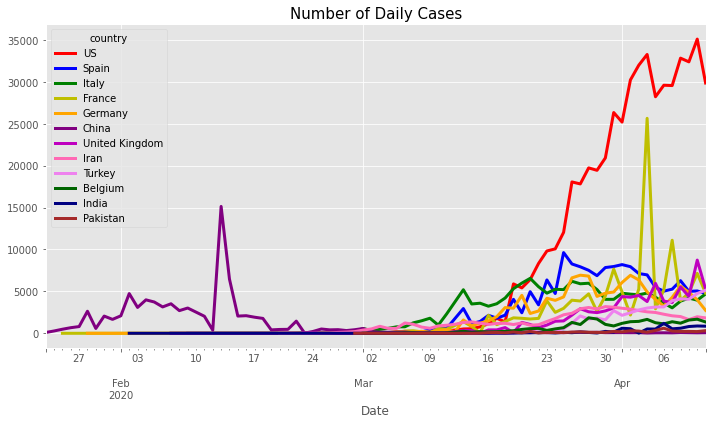 Number of Daily Cases
country
US
Spain
Italy
France
Germany
China
United Kingdom
Iran
Turkey
Belgium
India
Pakistan
35000
30000
25000
20000
15000
10000
5000
0
27 03 10 17 24 02 09 16 23 30 06
Feb Mar Apr
2020
Date